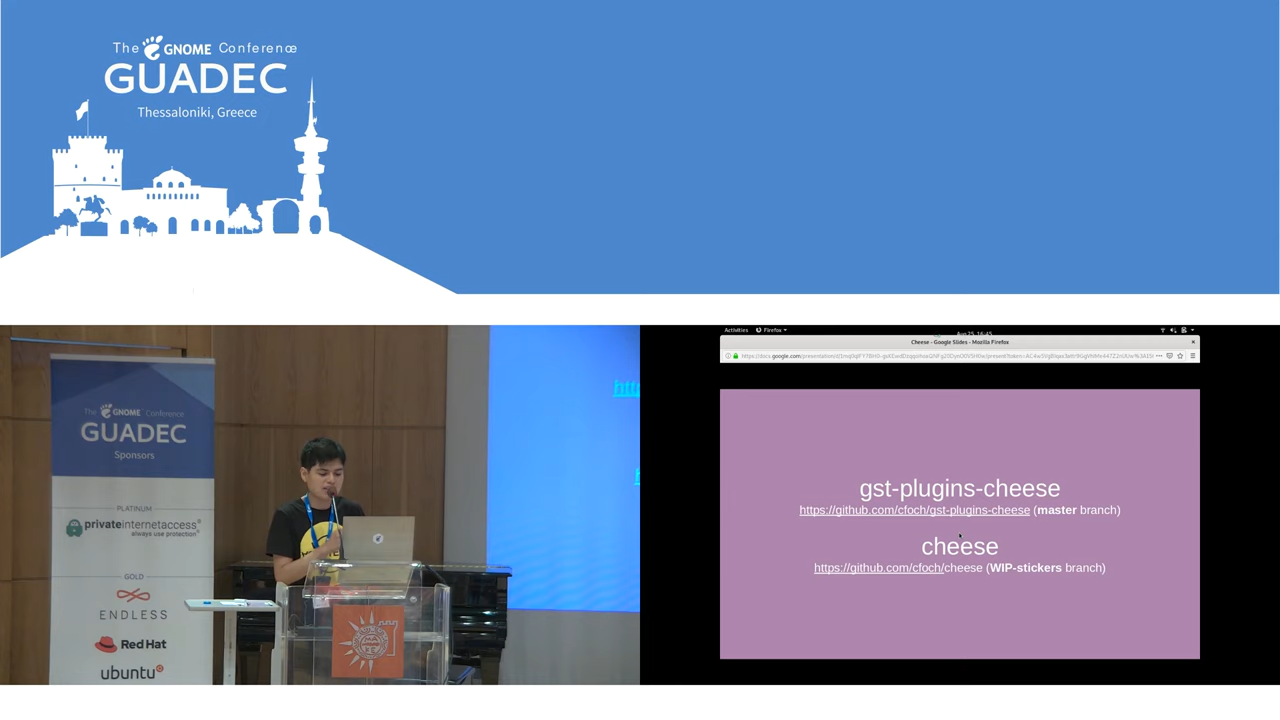 The GNOME Conference
GUADEC
Thessaloniki, Greece
The GNOME Conference
GUADEC
Sponsors
PLATINUM
privateinternetaccess®
always use protection®
GOLD
ENDLESS
Red Hat
ubuntu
Activities
Firefox
Cheese - Google Slides - Mozilla Firefox
gst-plugins-cheese
https://github.com/cfoch/gst-plugins-cheese (master branch)
cheese
https://github.com/cfoch/cheese (WIP-stickers branch)